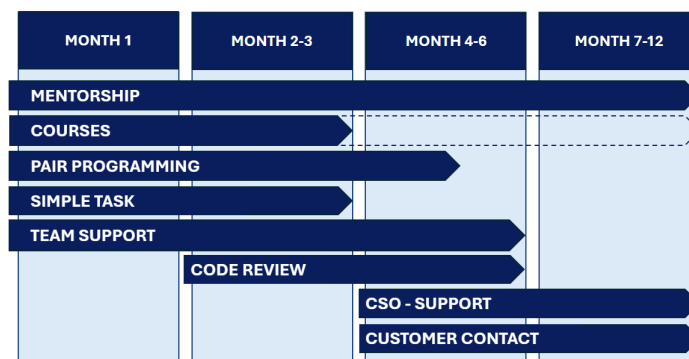 MONTH 1
MONTH 2-3
MONTH 4-6
MONTH 7-12
MENTORSHIP
COURSES
PAIR PROGRAMMING
SIMPLE TASK
TEAM SUPPORT
CODE REVIEW
CSO - SUPPORT
CUSTOMER CONTACT